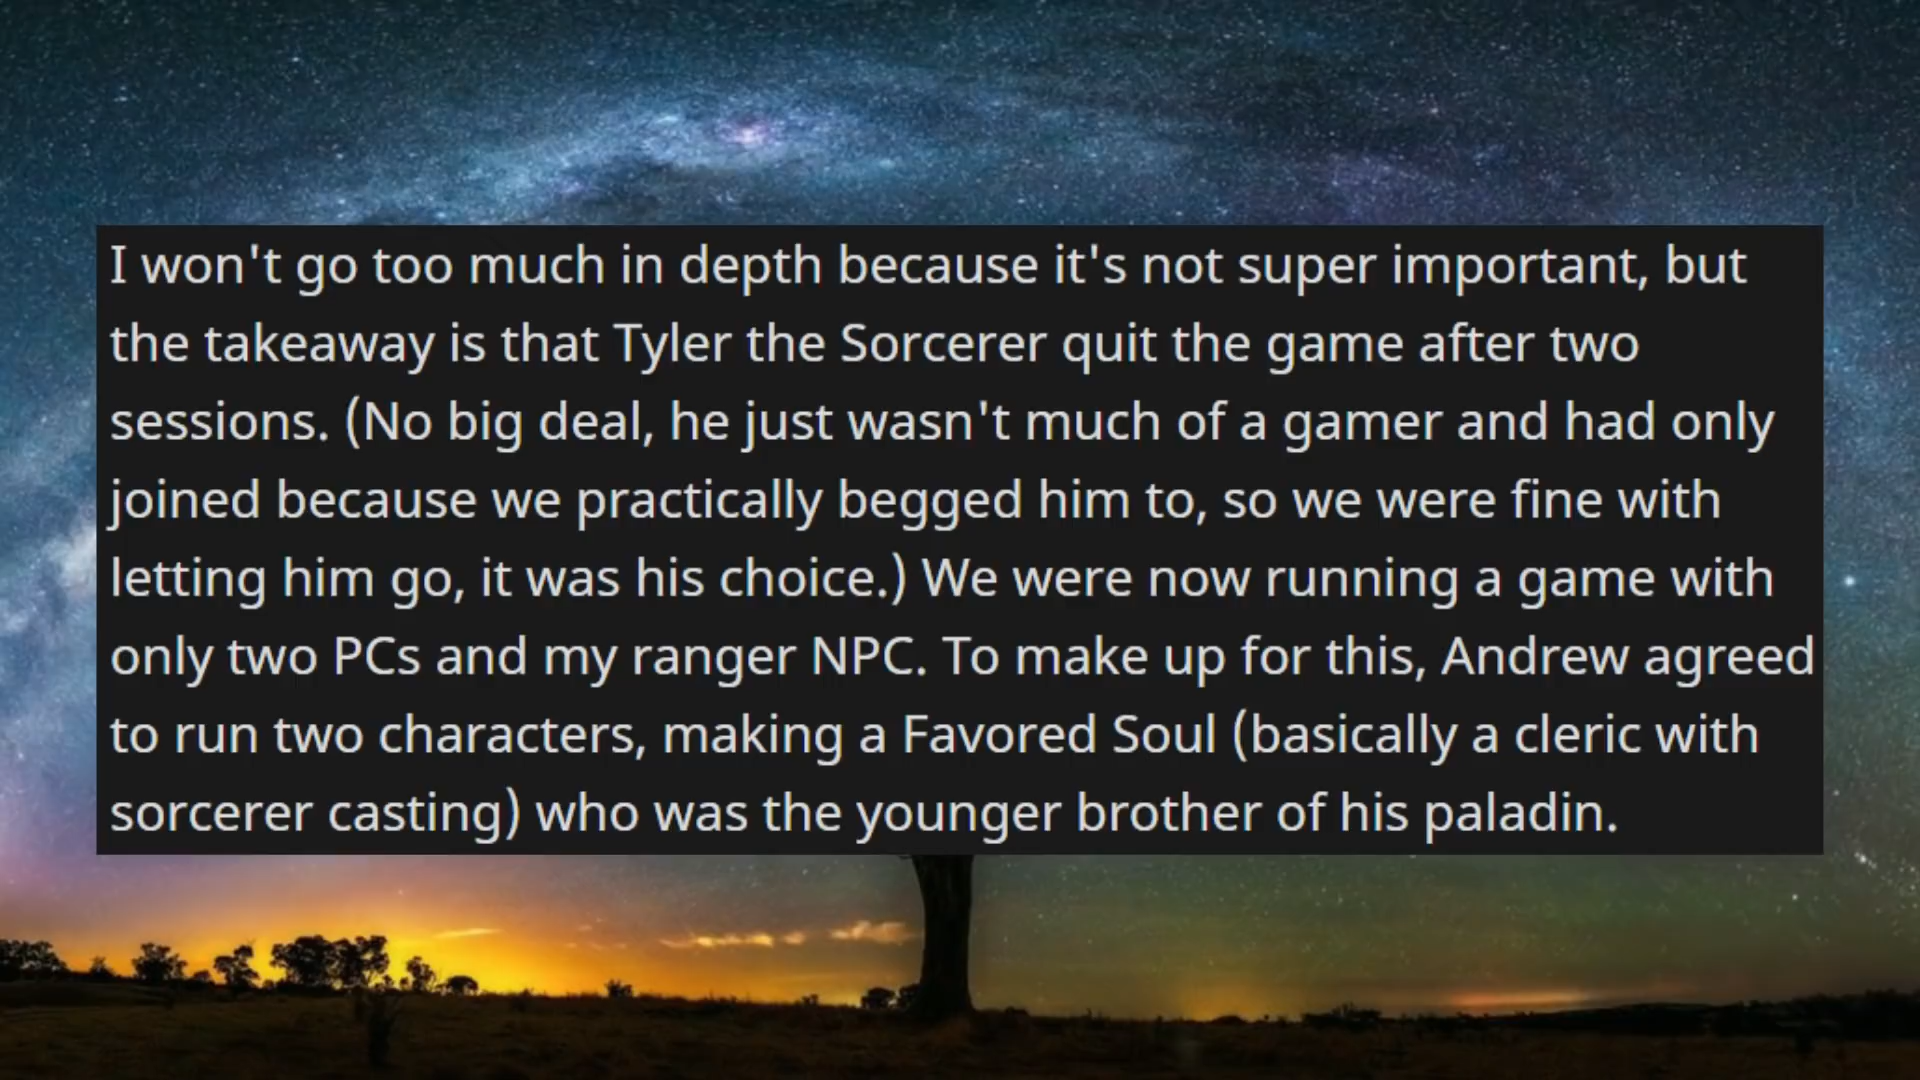 I won't go too much in depth because it's not super important, but
the takeaway is that Tyler the Sorcerer quit the game after two
sessions. (No big deal, he just wasn't much of a gamer and had only
joined because we practically begged him to, so we were fine with
letting him go, it was his choice.) We were now running a game with
only two PCs and my ranger NPC. To make up for this, Andrew agreed
to run two characters, making a Favored Soul (basically a cleric with
sorcerer casting) who was the younger brother of his paladin.